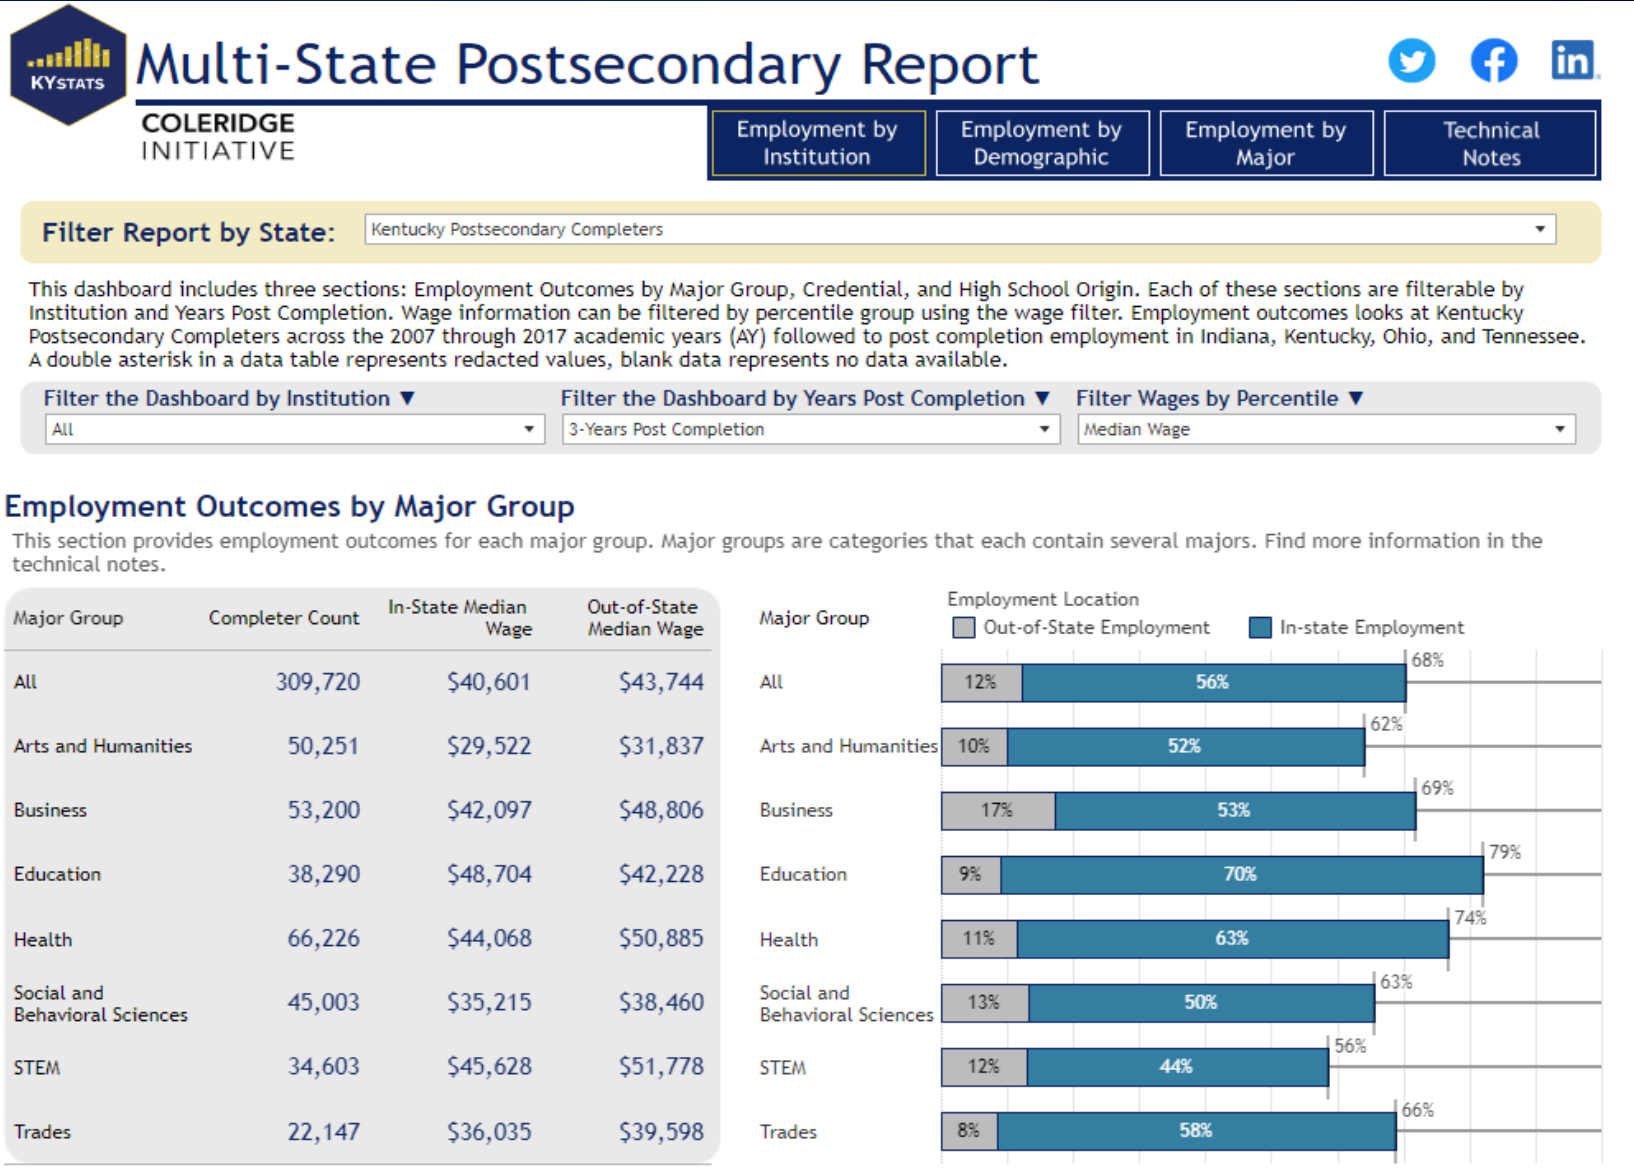 KYSTATS
Multi-State Postsecondary Report
in
COLERIDGE
INITIATIVE
Employment by
Institution
Employment by
Demographic
Employment by
Major
Technical
Notes
Filter Report by State:
Kentucky Postsecondary Completers
This dashboard includes three sections: Employment Outcomes by Major Group, Credential, and High School Origin. Each of these sections are filterable by
Institution and Years Post Completion. Wage information can be filtered by percentile group using the wage filter. Employment outcomes looks at Kentucky
Postsecondary Completers across the 2007 through 2017 academic years (AY) followed to post completion employment in Indiana, Kentucky, Ohio, and Tennessee.
A double asterisk in a data table represents redacted values, blank data represents no data available.
Filter the Dashboard by Institution ▼
Filter the Dashboard by Years Post Completion ▼
Filter Wages by Percentile ▼
All
3-Years Post Completion
Median Wage
Employment Outcomes by Major Group
This section provides employment outcomes for each major group. Major groups are categories that each contain several majors. Find more information in the
technical notes.
Major Group
Completer Count
In-State Median
Wage
Out-of-State
Median Wage
All 309,720 $40,601 $43,744
Arts and Humanities 50,251 $29,522 $31,837
Business 53,200 $42,097 $48,806
Education 38,290 $48,704 $42,228
Health 66,226 $44,068 $50,885
Social and
Behavioral Sciences 45,003 $35,215 $38,460
STEM 34,603 $45,628 $51,778
Trades 22,147 $36,035 $39,598
Major Group
Employment Location
Out-of-State Employment
In-state Employment
All 12% 56% 68%
Arts and Humanities 10% 52% 62%
Business 17% 53% 69%
Education 9% 70% 79%
Health 11% 63% 74%
Social and
Behavioral Sciences 13% 50% 63%
STEM 12% 44% 56%
Trades 8% 58% 66%